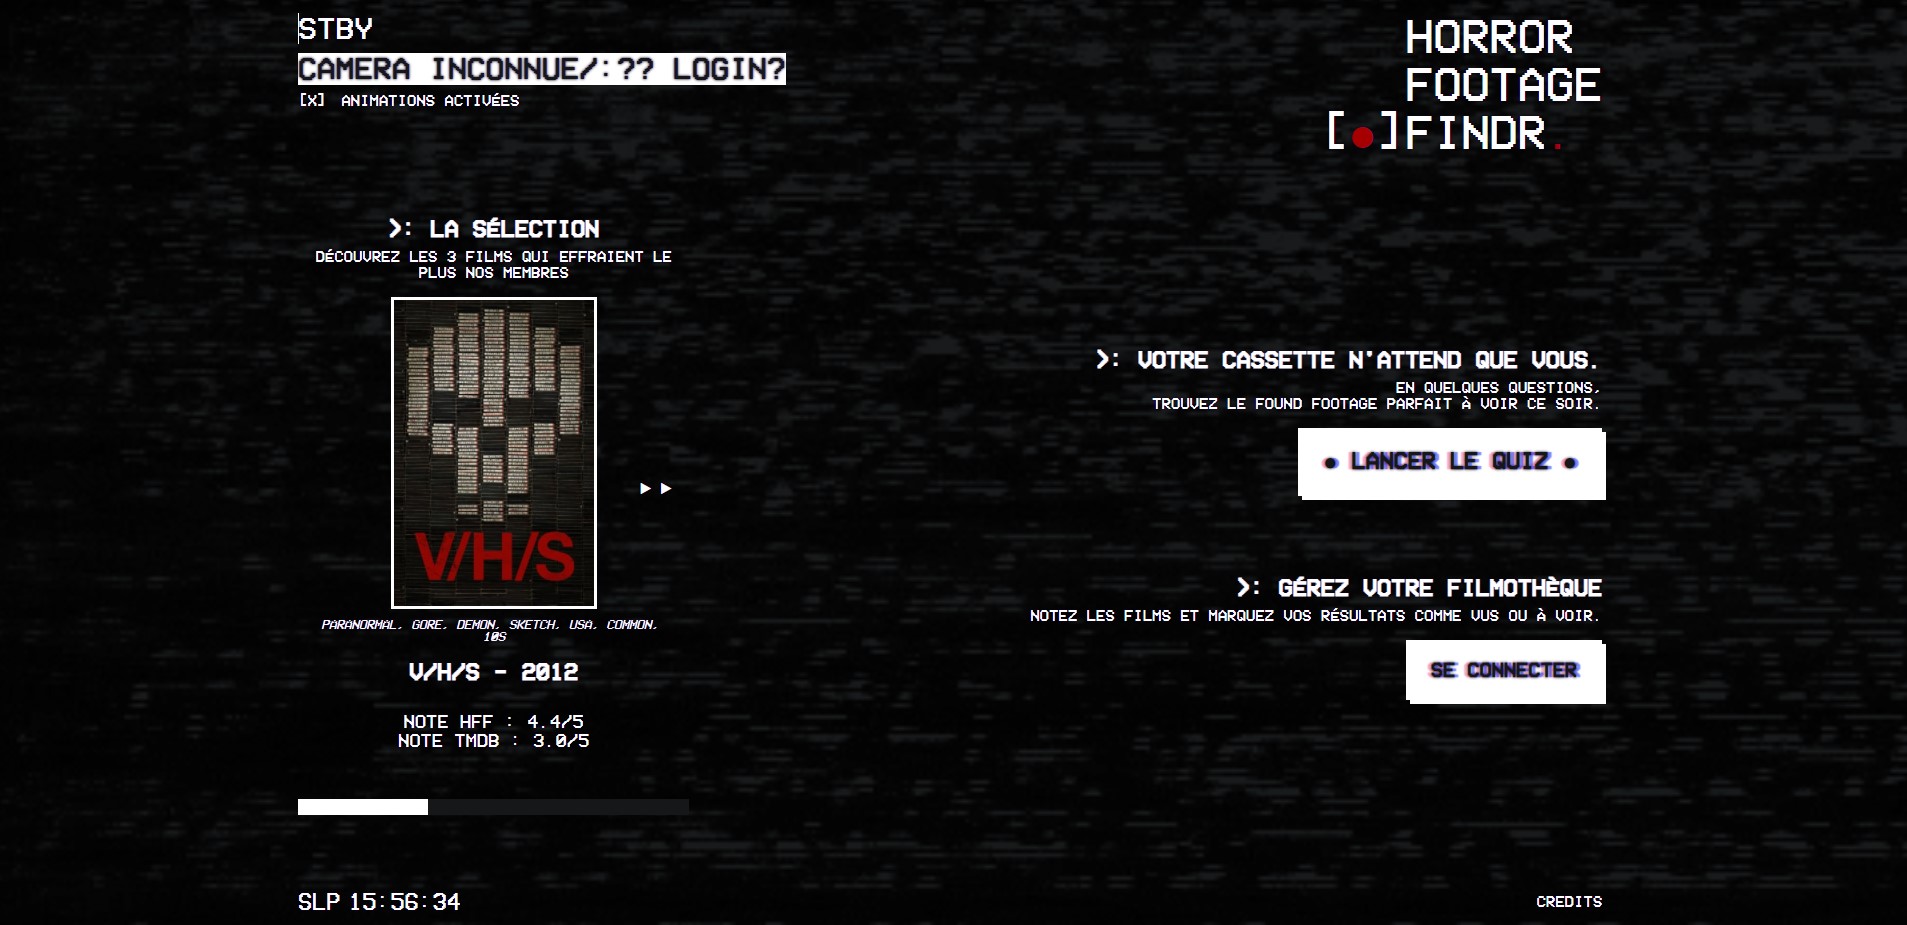 STBY
CAMERA INCONNUE/:?? LOGIN?
[X] ANIMATIONS ACTIVÉES
HORROR
FOOTAGE
[●]FINDR.
>: LA SÉLECTION
DÉCOUVREZ LES 3 FILMS QUI EFFRAIENT LE
PLUS NOS MEMBRES
V/H/S
PARANORMAL, GORE, DEMON, SKETCH, USA, COMMON,
10S
V/H/S - 2012
NOTE HFF : 4.4/5
NOTE TMDB : 3.0/5
>: VOTRE CASSETTE N'ATTEND QUE VOUS.
EN QUELQUES QUESTIONS,
TROUVEZ LE FOUND FOOTAGE PARFAIT À VOIR CE SOIR.
● LANCER LE QUIZ ●
>: GÉREZ VOTRE FILMOTHÈQUE
NOTEZ LES FILMS ET MARQUEZ VOS RÉSULTATS COMME VUS OU À VOIR.
SE CONNECTER
SLP 15:56:34
CREDITS